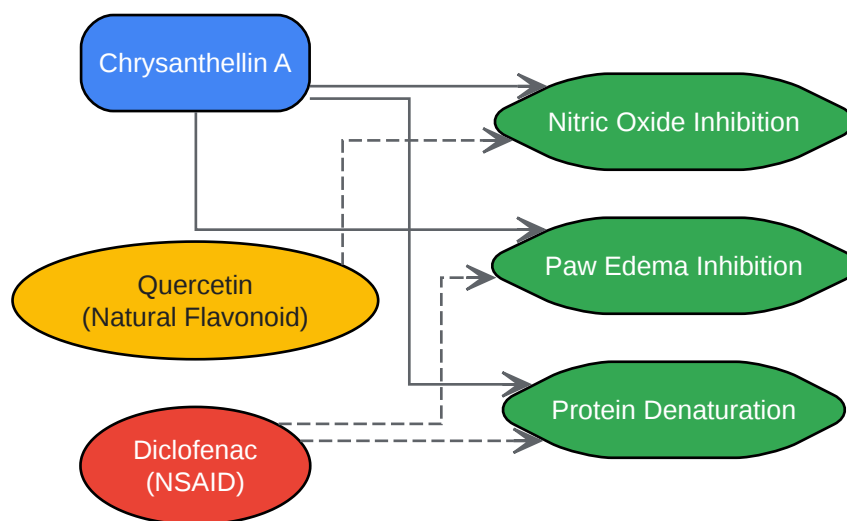 Chrysanthellin A
Nitric Oxide Inhibition
Quercetin
(Natural Flavonoid)
Paw Edema Inhibition
Diclofenac
(NSAID)
Protein Denaturation